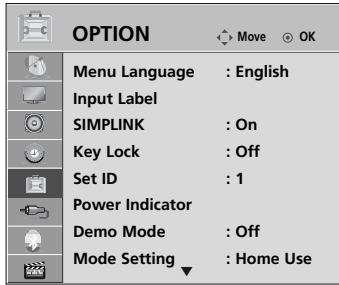 OPTION Move OK
Menu Language : English
Input Label
SIMPLINK : On
Key Lock : Off
Set ID : 1
Power Indicator
Demo Mode : Off
Mode Setting : Home Use